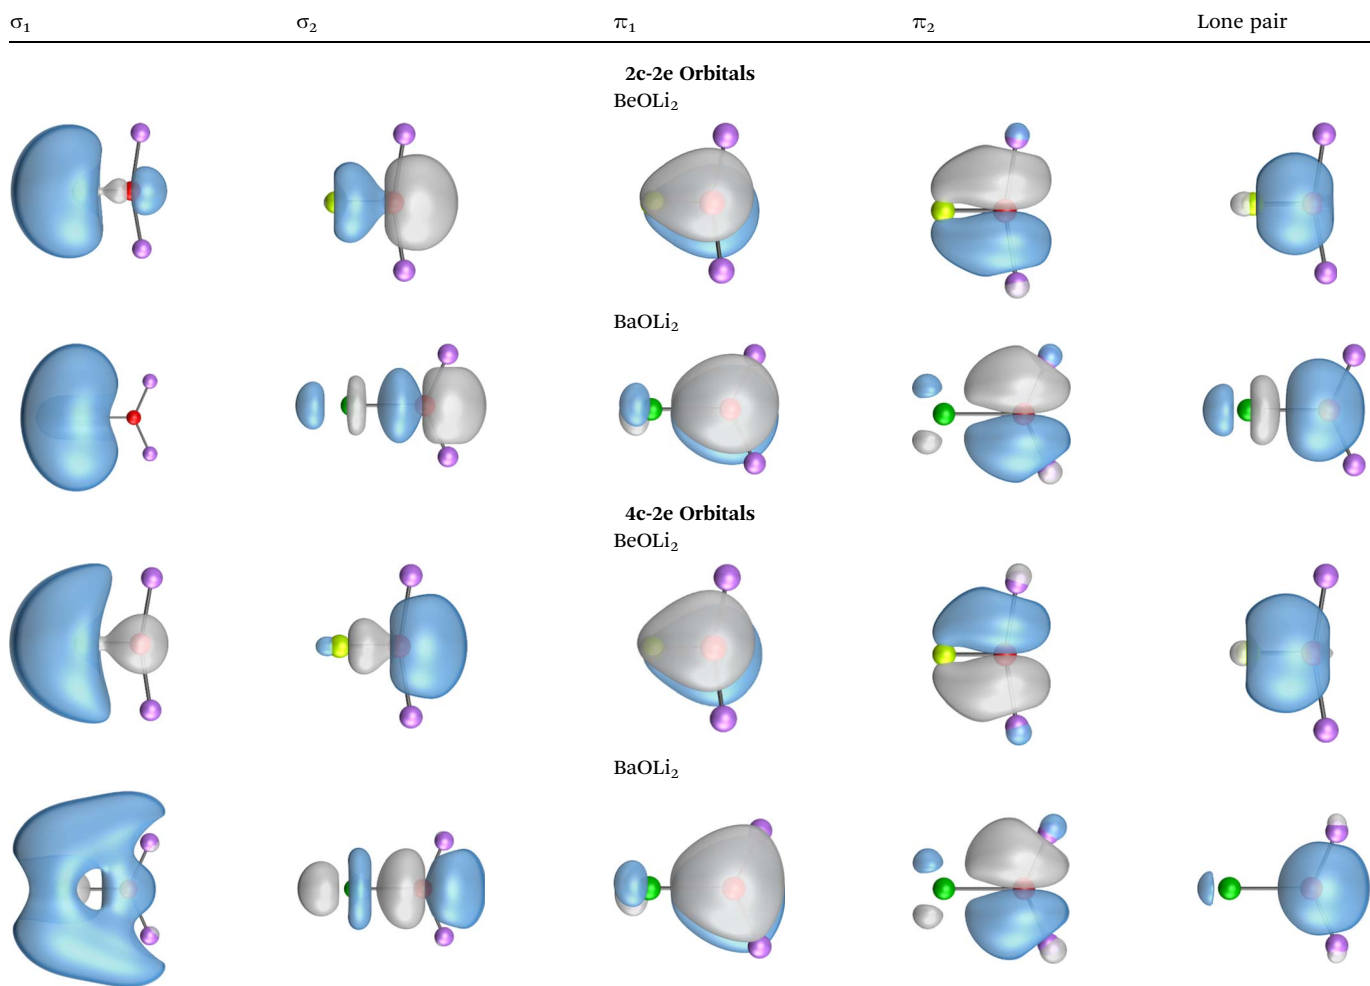 σ₁ σ₂ π₁ π₂ Lone pair
2c-2e Orbitals
BeOLi₂
BaOLi₂
4c-2e Orbitals
BeOLi₂
BaOLi₂